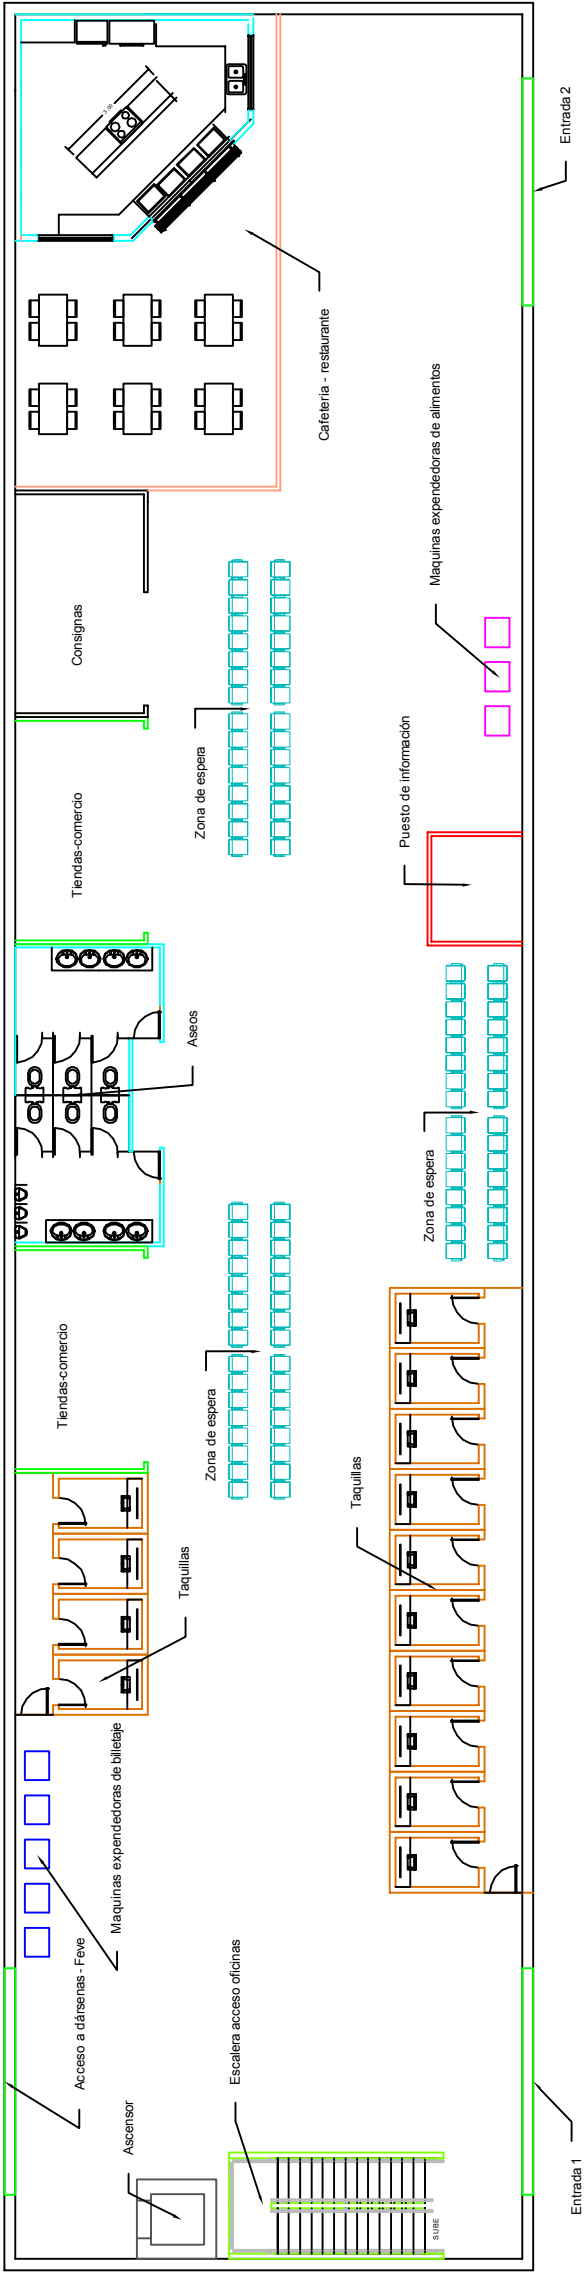 Entrada 2
3.00
Cafeteria - restaurante
Maquinas expendedoras de alimentos
Consignas
Zona de espera
Puesto de información
Tiendas-comercio
Aseos
Zona de espera
Tiendas-comercio
Zona de espera
Taquillas
Taquillas
Maquinas expendedoras de billetaje
Acceso a dársenas - Feve
Escalera acceso oficinas
Ascensor
SUBE
Entrada 1